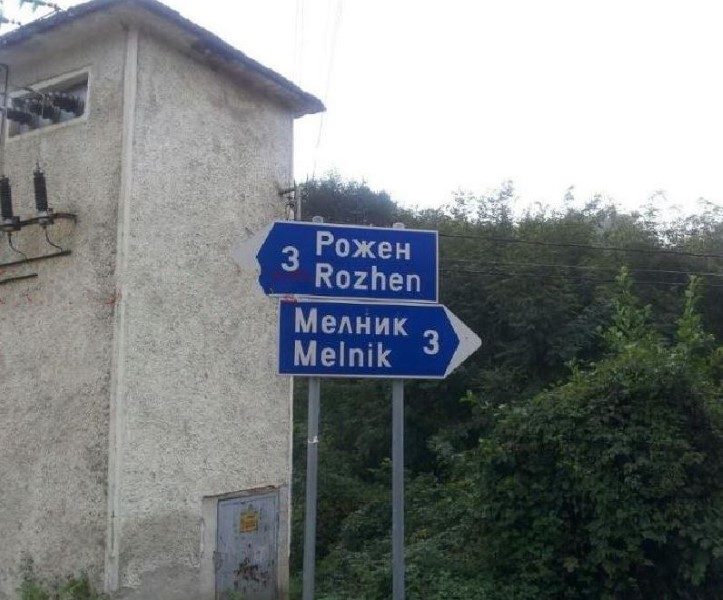 3 Рожен
Rozhen
Мелник 3
Melnik